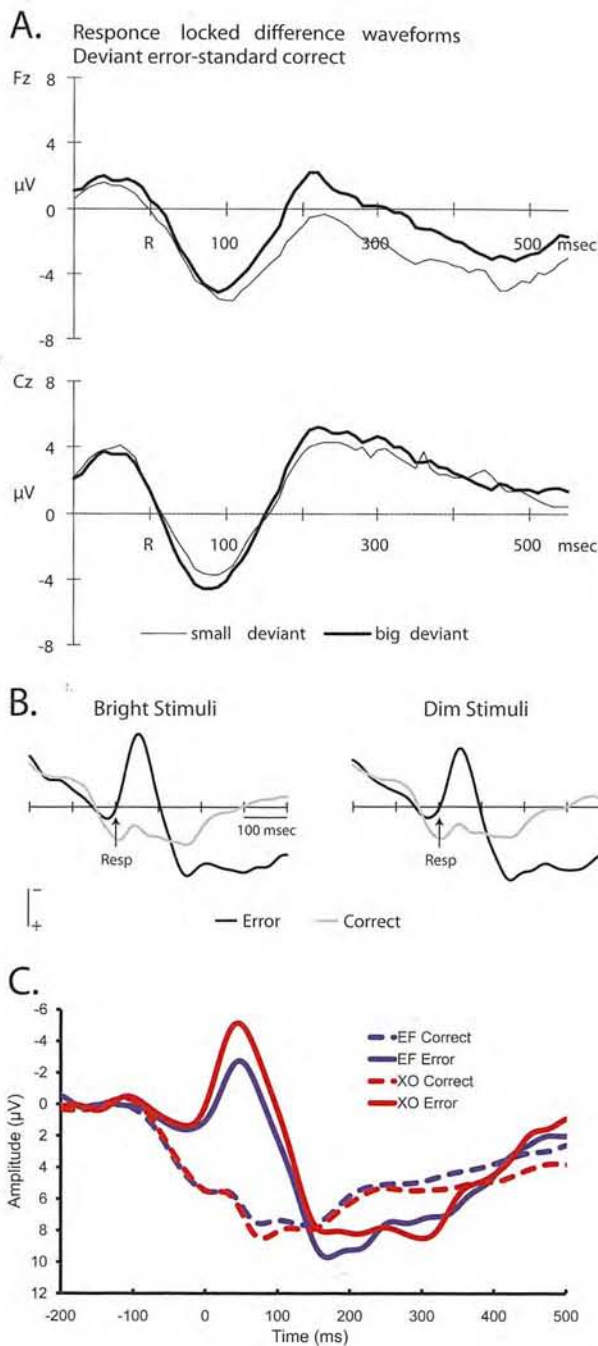 A. Responce locked difference waveforms
Deviant error-standard correct
Fz
8
4
μV
0
R 100 300 500 msec
-4
-8
Cz
8
4
μV
0
R 100 300 500 msec
-4
-8
small deviant big deviant
B.
Bright Stimuli Dim Stimuli
100 msec
Resp Resp
−
+
Error Correct
C.
-6
-4
-2
0
2
4
6
8
10
12
Amplitude (µV)
EF Correct
EF Error
XO Correct
XO Error
-200 -100 0 100 200 300 400 500
Time (ms)